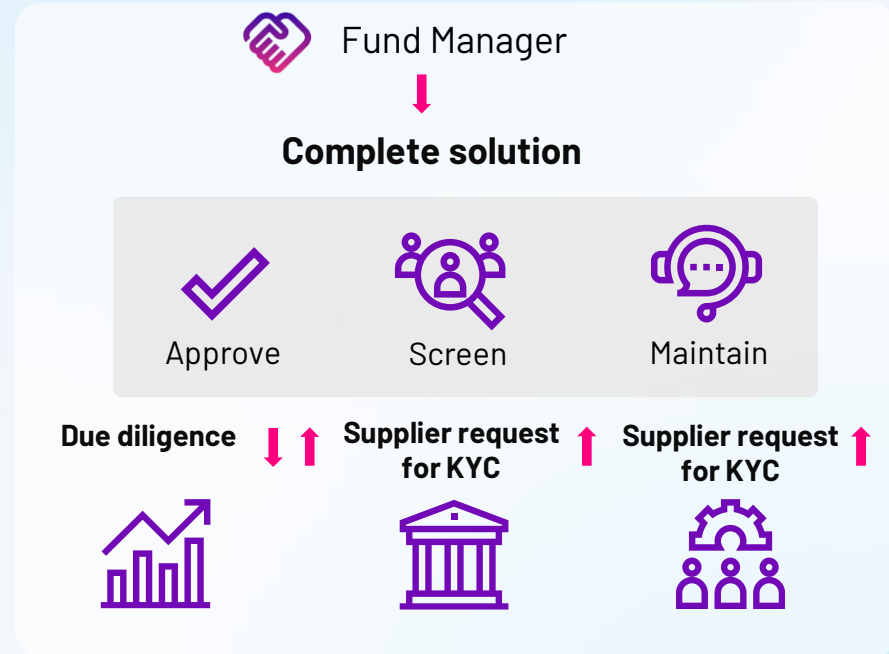 Fund Manager
Complete solution
Approve
Screen
Maintain
Due diligence
Supplier request
for KYC
Supplier request
for KYC